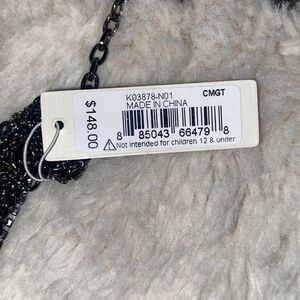 K03878-N01 CMGT
MADE IN CHINA
8 85043 66479 8
Not intended for children 12 & under
$148.00